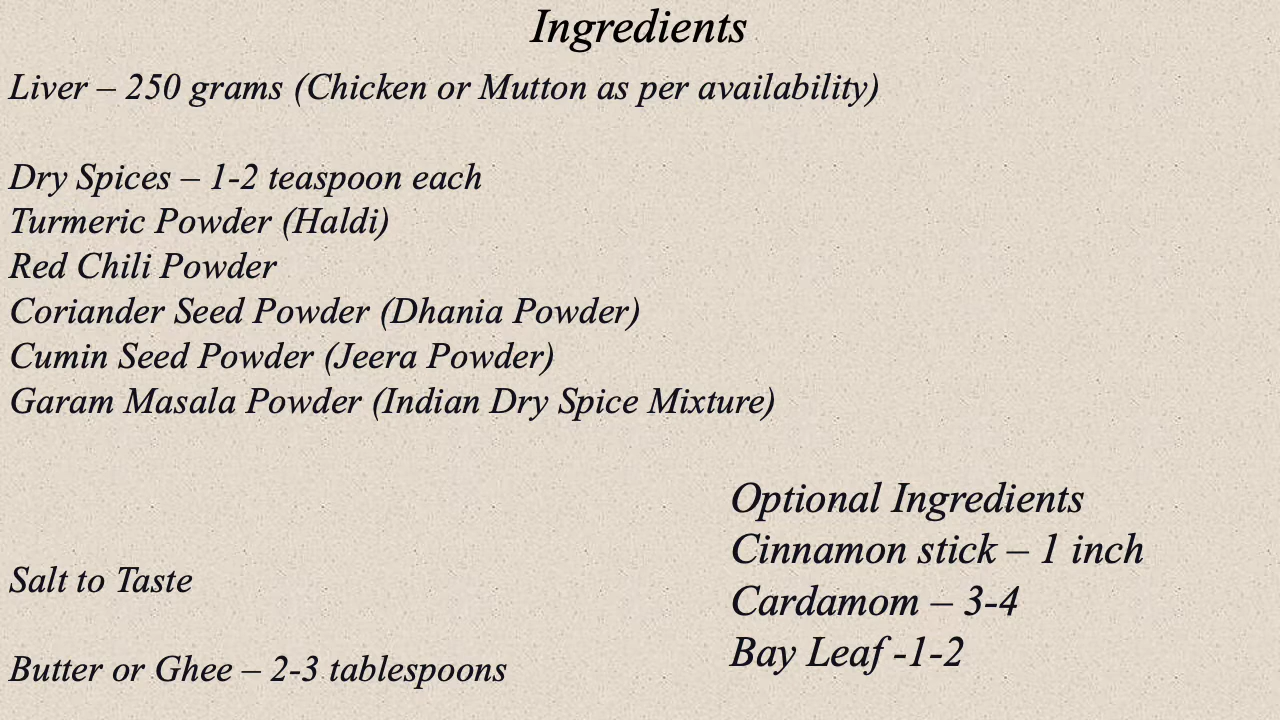 Ingredients
Liver – 250 grams (Chicken or Mutton as per availability)
Dry Spices – 1-2 teaspoon each
Turmeric Powder (Haldi)
Red Chili Powder
Coriander Seed Powder (Dhania Powder)
Cumin Seed Powder (Jeera Powder)
Garam Masala Powder (Indian Dry Spice Mixture)
Salt to Taste
Butter or Ghee – 2-3 tablespoons
Optional Ingredients
Cinnamon stick – 1 inch
Cardamom – 3-4
Bay Leaf -1-2